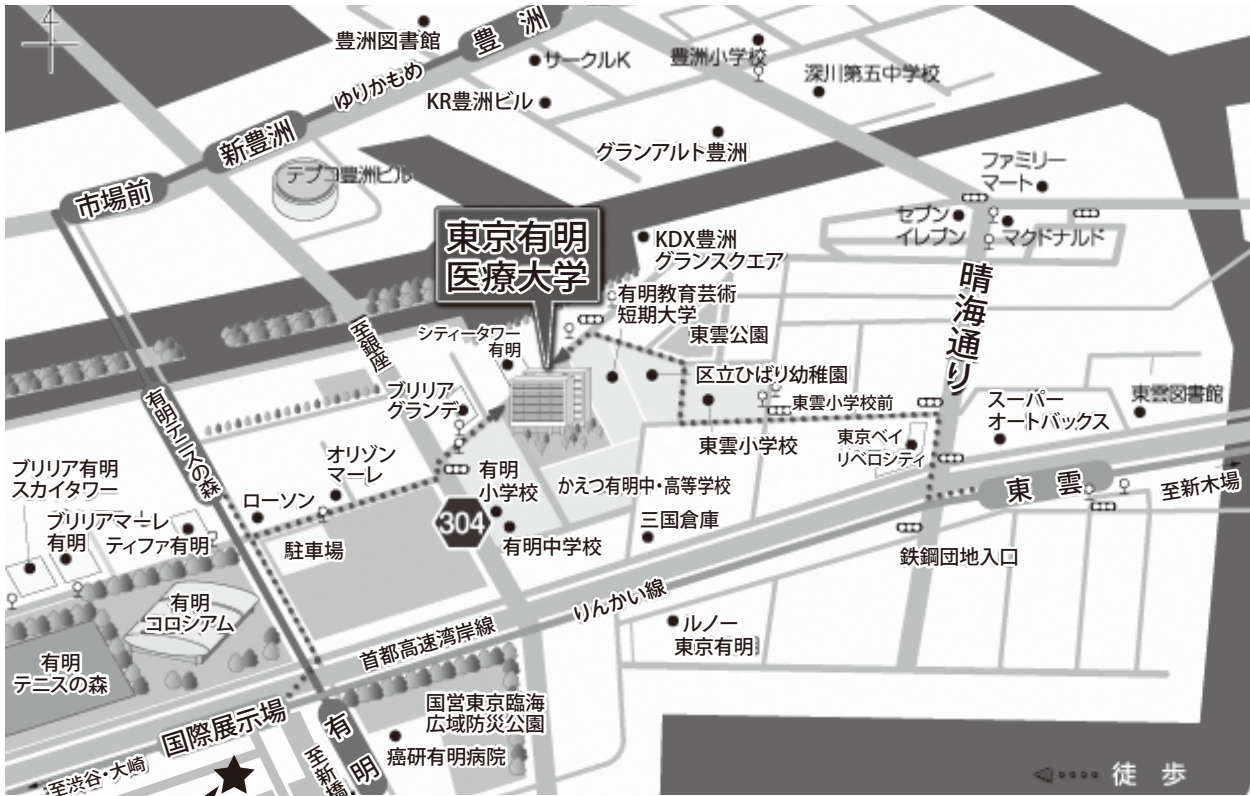 豊洲図書館
豊洲
サークルK
豊洲小学校
深川第五中学校
ゆりかもめ
KR豊洲ビル
新豊洲
グランアルト豊洲
テプコ豊洲ビル
市場前
ファミリー
マート
セブン
イレブン
マクドナルド
東京有明
医療大学
KDX豊洲
グランスクエア
晴海通り
有明教育芸術
短期大学
東雲公園
至銀座
シティータワー
有明
区立ひばり幼稚園
ブリリア
グランデ
東雲小学校前
スーパー
オートバックス
東雲図書館
有明テニスの森
東雲小学校
東京ベイ
リベロシティ
オリゾン
マーレ
ブリリア有明
スカイタワー
有明
小学校
かえつ有明中・高等学校
東雲
至新木場
ローソン
304
三国倉庫
ブリリアマーレ
有明
ティファ有明
駐車場
有明中学校
鉄鋼団地入口
有明
コロシアム
りんかい線
首都高速湾岸線
ルノー
東京有明
有明
テニスの森
国際展示場
有明
国営東京臨海
広域防災公園
癌研有明病院
至渋谷・大崎
至新橋
徒歩